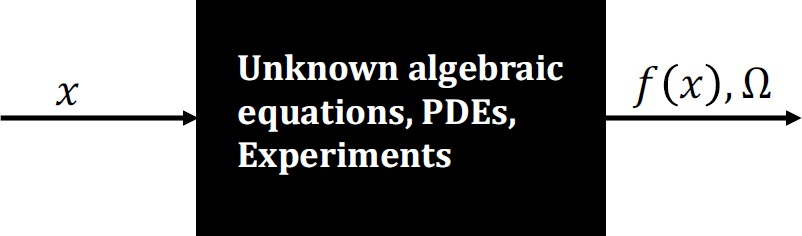 x
Unknown algebraic
equations, PDEs,
Experiments
f(x), Ω